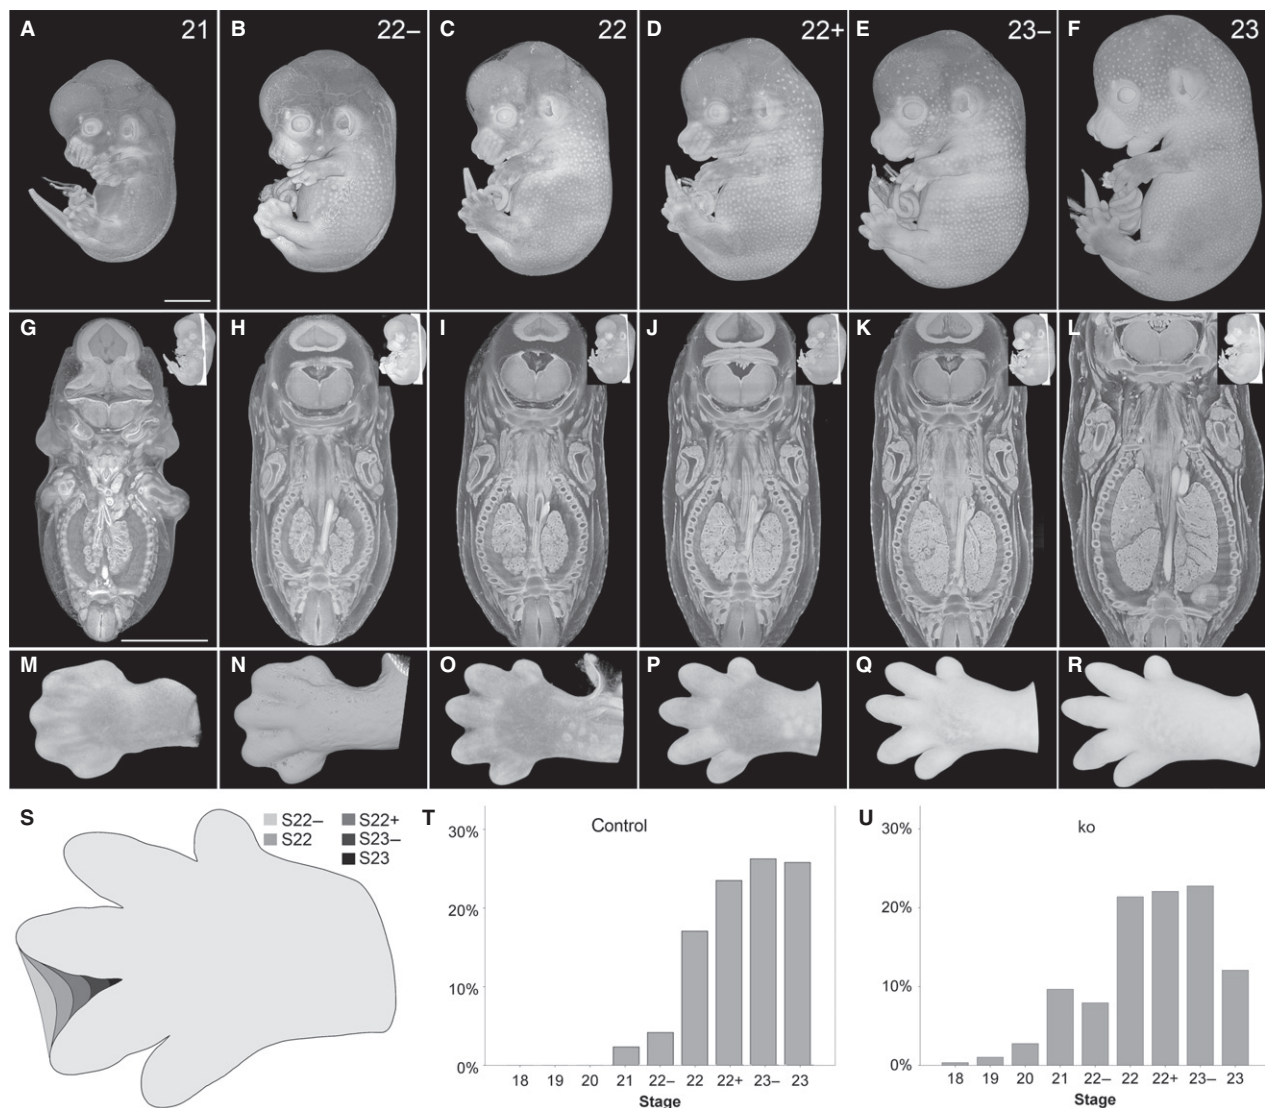 A 21 B 22– C 22 D 22+ E 23– F 23
G H I J K L
M N O P Q R
S
S22– S22+
S22 S23–
S23
T
Control
30%
20%
10%
0%
18 19 20 21 22– 22 22+ 23– 23
Stage
U
ko
30%
20%
10%
0%
18 19 20 21 22– 22 22+ 23– 23
Stage